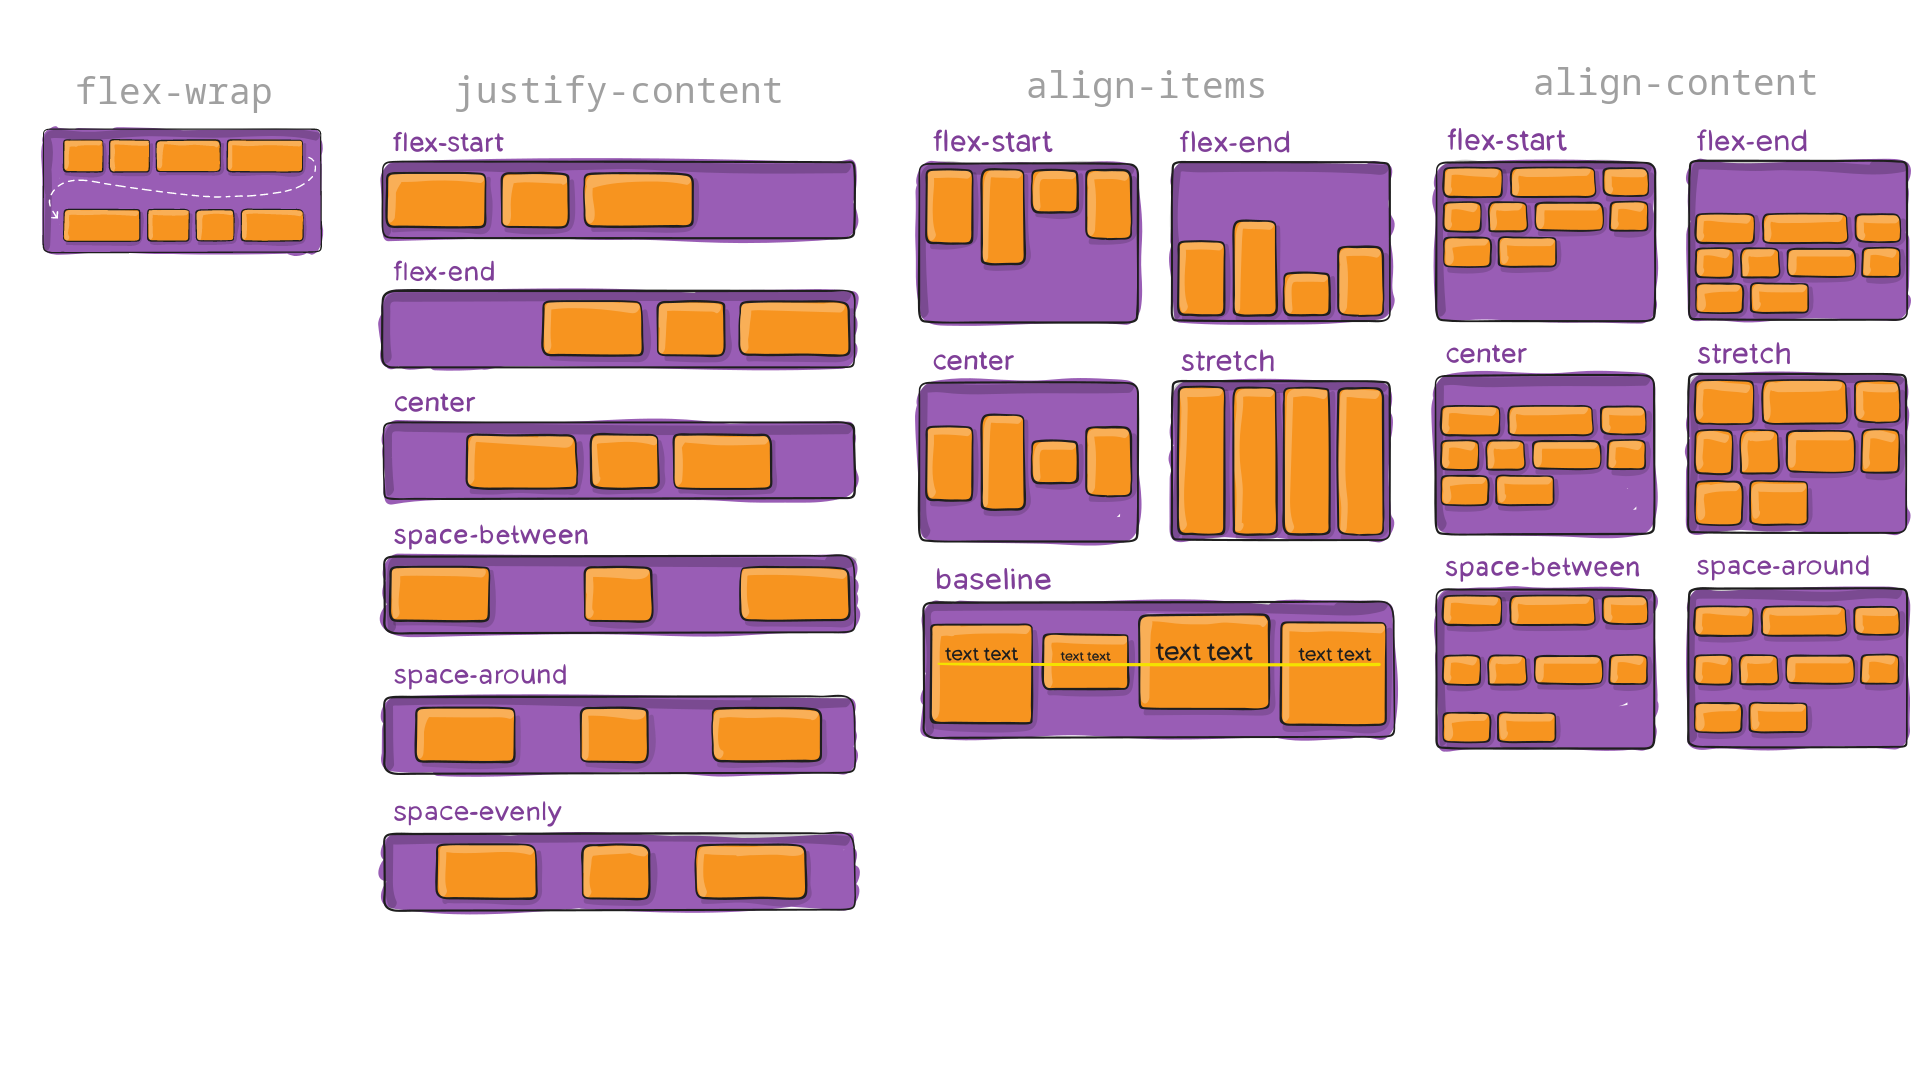 flex-wrap
justify-content
flex-start
flex-end
center
space-between
space-around
space-evenly
align-items
flex-start
flex-end
center
stretch
baseline
text text
text text
text text
text text
align-content
flex-start
flex-end
center
stretch
space-between
space-around